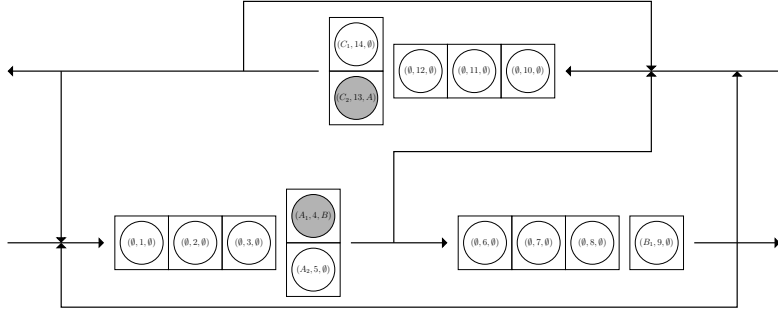 (C₁, 14, ∅)
(∅, 12, ∅) (∅, 11, ∅) (∅, 10, ∅)
(C₂, 13, A)
(A₁, 4, B)
(∅, 1, ∅) (∅, 2, ∅) (∅, 3, ∅) (∅, 6, ∅) (∅, 7, ∅) (∅, 8, ∅) (B₁, 9, ∅)
(A₂, 5, ∅)